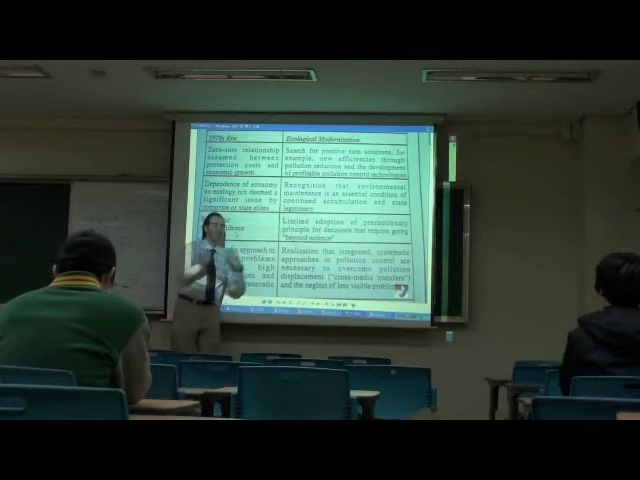 1970s Era
Ecological Modernization
Zero-sum relationship
assumed between
protection costs and
economic growth
Search for positive sum solutions, for
example, new efficiencies through
pollution reduction and the development
of profitable pollution control technologies
Dependence of economy
on ecology not deemed a
significant issue by
corporate or state elites
Recognition that environmental
maintenance is an essential condition of
continued accumulation and state
legitimacy
Limited adoption of precautionary
principle for decisions that require going
"beyond science"
approach to
problems
high
and
Realization that integrated, systematic
approaches to pollution control are
necessary to overcome pollution
displacement ("cross-media transfers")
and the neglect of less visible problems